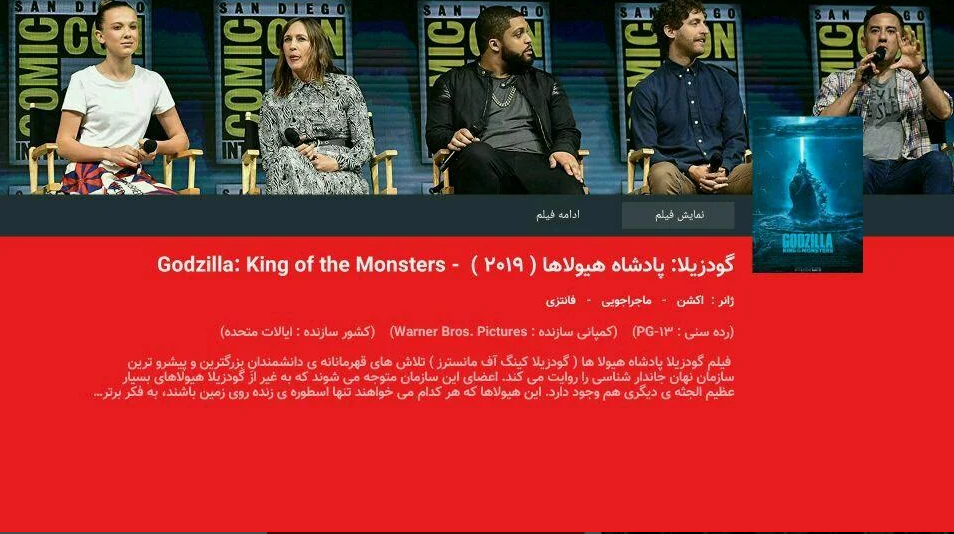 SAN DIEGO SAN DIEGO SAN DIEGO SAN DIEGO SAN DIEGO
COMIC CON COMIC CON COMIC CON COMIC CON COMIC CON
INT
نمایش فیلم
ادامه فیلم
GODZILLA
KING OF THE MONSTERS
گودزیلا: پادشاه هیولاها ( ۲۰۱۹ ) - Godzilla: King of the Monsters
ژانر : اکشن - ماجراجویی - فانتزی
(رده سنی : PG-۱۳) (کمپانی سازنده : Warner Bros. Pictures) (کشور سازنده : ایالات متحده)
فیلم گودزیلا پادشاه هیولا ها ( گودزیلا کینگ آف مانسترز ) تلاش های قهرمانانه ی دانشمندان بزرگترین و پیشرو ترین
سازمان نهان جاندار شناسی را روایت می کند. اعضای این سازمان متوجه می شوند که به غیر از گودزیلا هیولاهای بسیار
عظیم الجثه ی دیگری هم وجود دارد. این هیولاها که هر کدام می خواهند تنها اسطوره ی زنده روی زمین باشند، به فکر برتر...